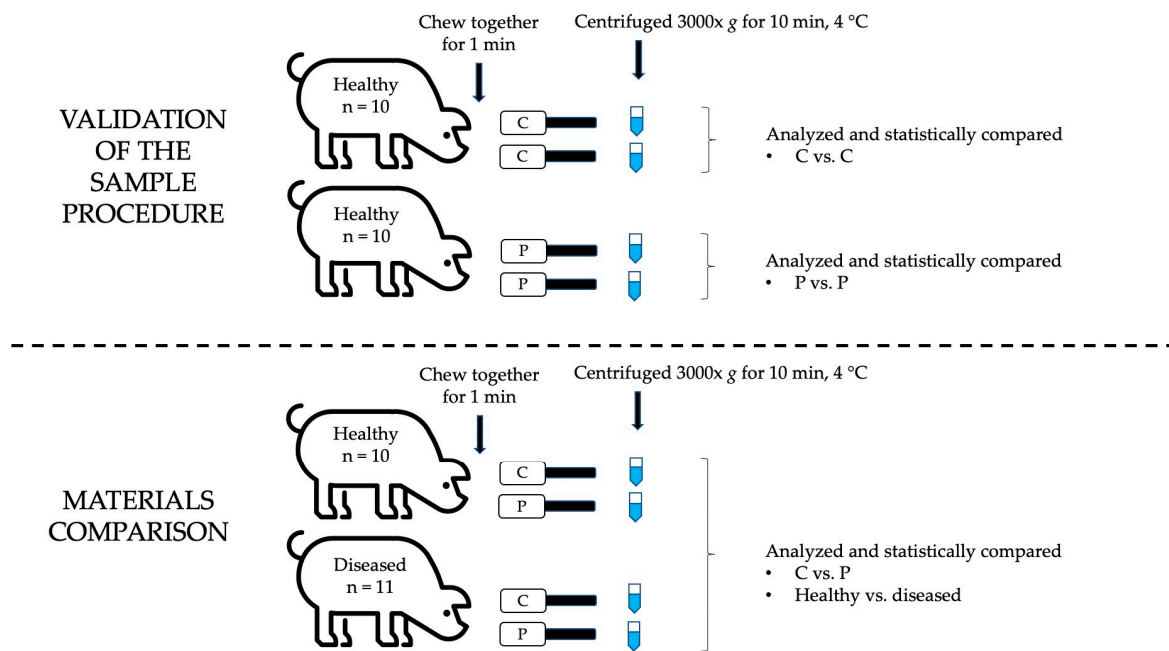 Chew together
for 1 min
Centrifuged 3000x g for 10 min, 4 °C
VALIDATION
OF THE
SAMPLE
PROCEDURE
Healthy
n = 10
C
C
Analyzed and statistically compared
• C vs. C
Healthy
n = 10
P
P
Analyzed and statistically compared
• P vs. P
Chew together
for 1 min
Centrifuged 3000x g for 10 min, 4 °C
MATERIALS
COMPARISON
Healthy
n = 10
C
P
Diseased
n = 11
C
P
Analyzed and statistically compared
• C vs. P
• Healthy vs. diseased